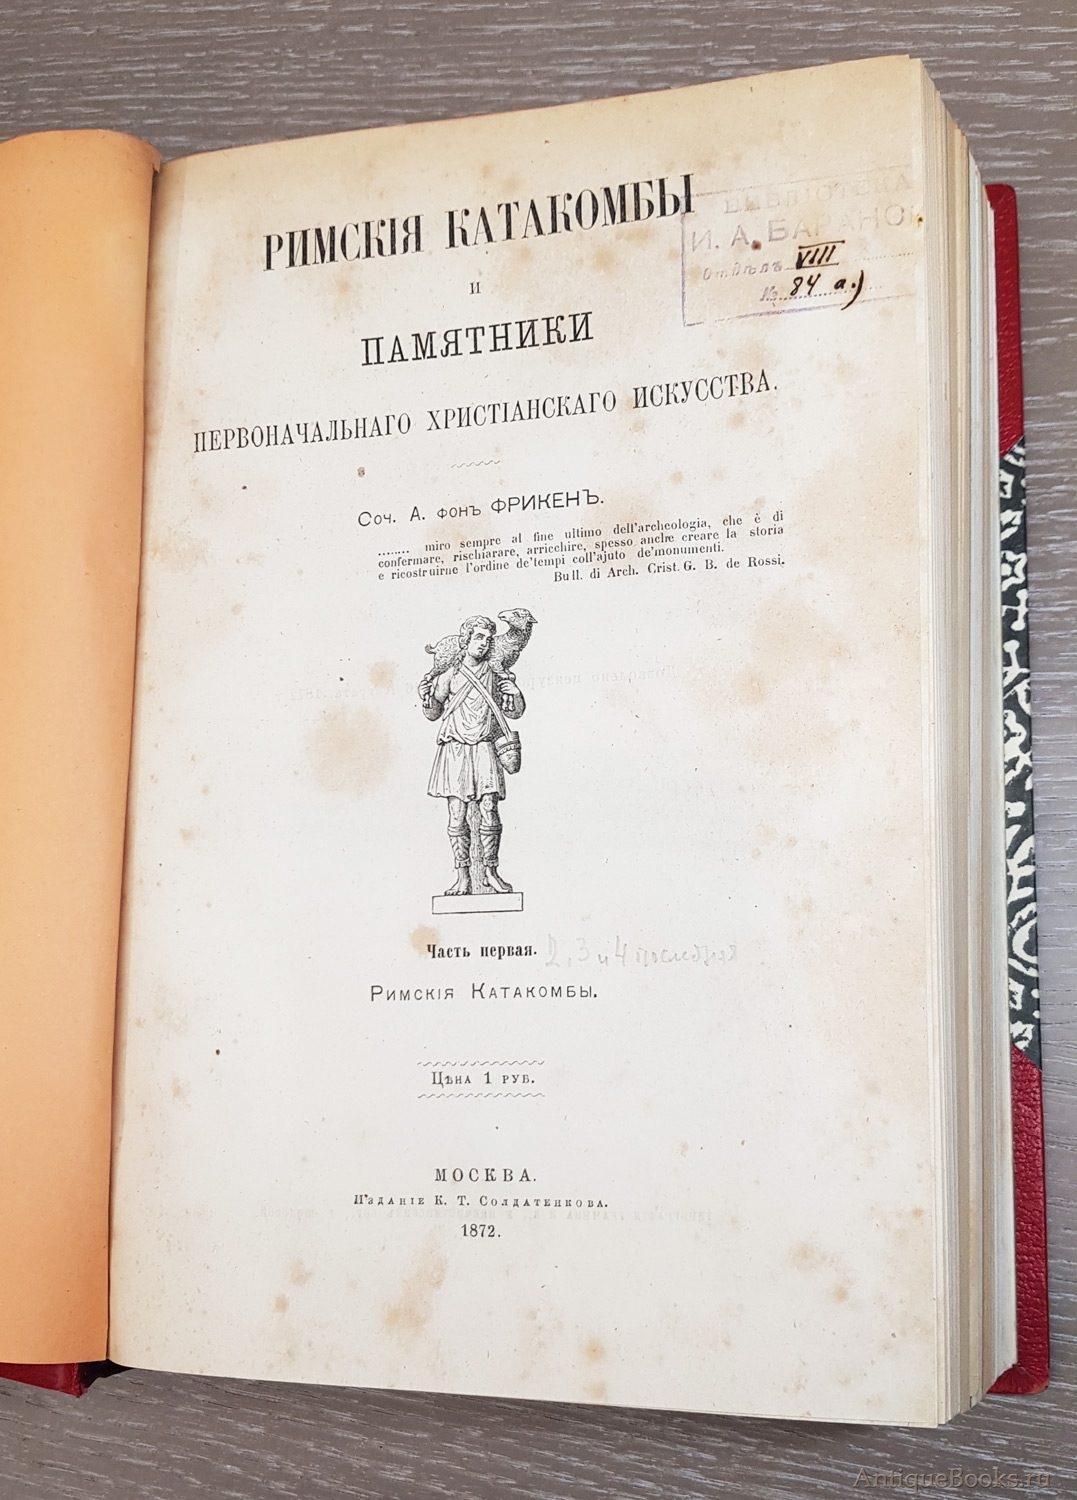 РИМСКІЯ КАТАКОМБЫ
И
ПАМЯТНИКИ
ПЕРВОНАЧАЛЬНАГО ХРИСТІАНСКАГО ИСКУССТВА.
Соч. А. фонъ ФРИКЕНЪ.
........ miro sempre al fine ultimo dell'archeologia, che è di
confermare, rischiarare, arricchire, spesso anche creare la storia
e ricostruirne l'ordine de'tempi coll'ajuto de'monumenti.
Bull. di Arch. Crist. G. B. de Rossi.
БИБЛІОТЕКА
И. А. БАРАНО
Отдѣлъ VIII
№ 84 а.)
Часть первая. 2, 3 и 4 последняя
Римскія Катакомбы.
Цѣна 1 руб.
МОСКВА.
Изданіе К. Т. Солдатенкова.
1872.
AntiqueBooks.ru